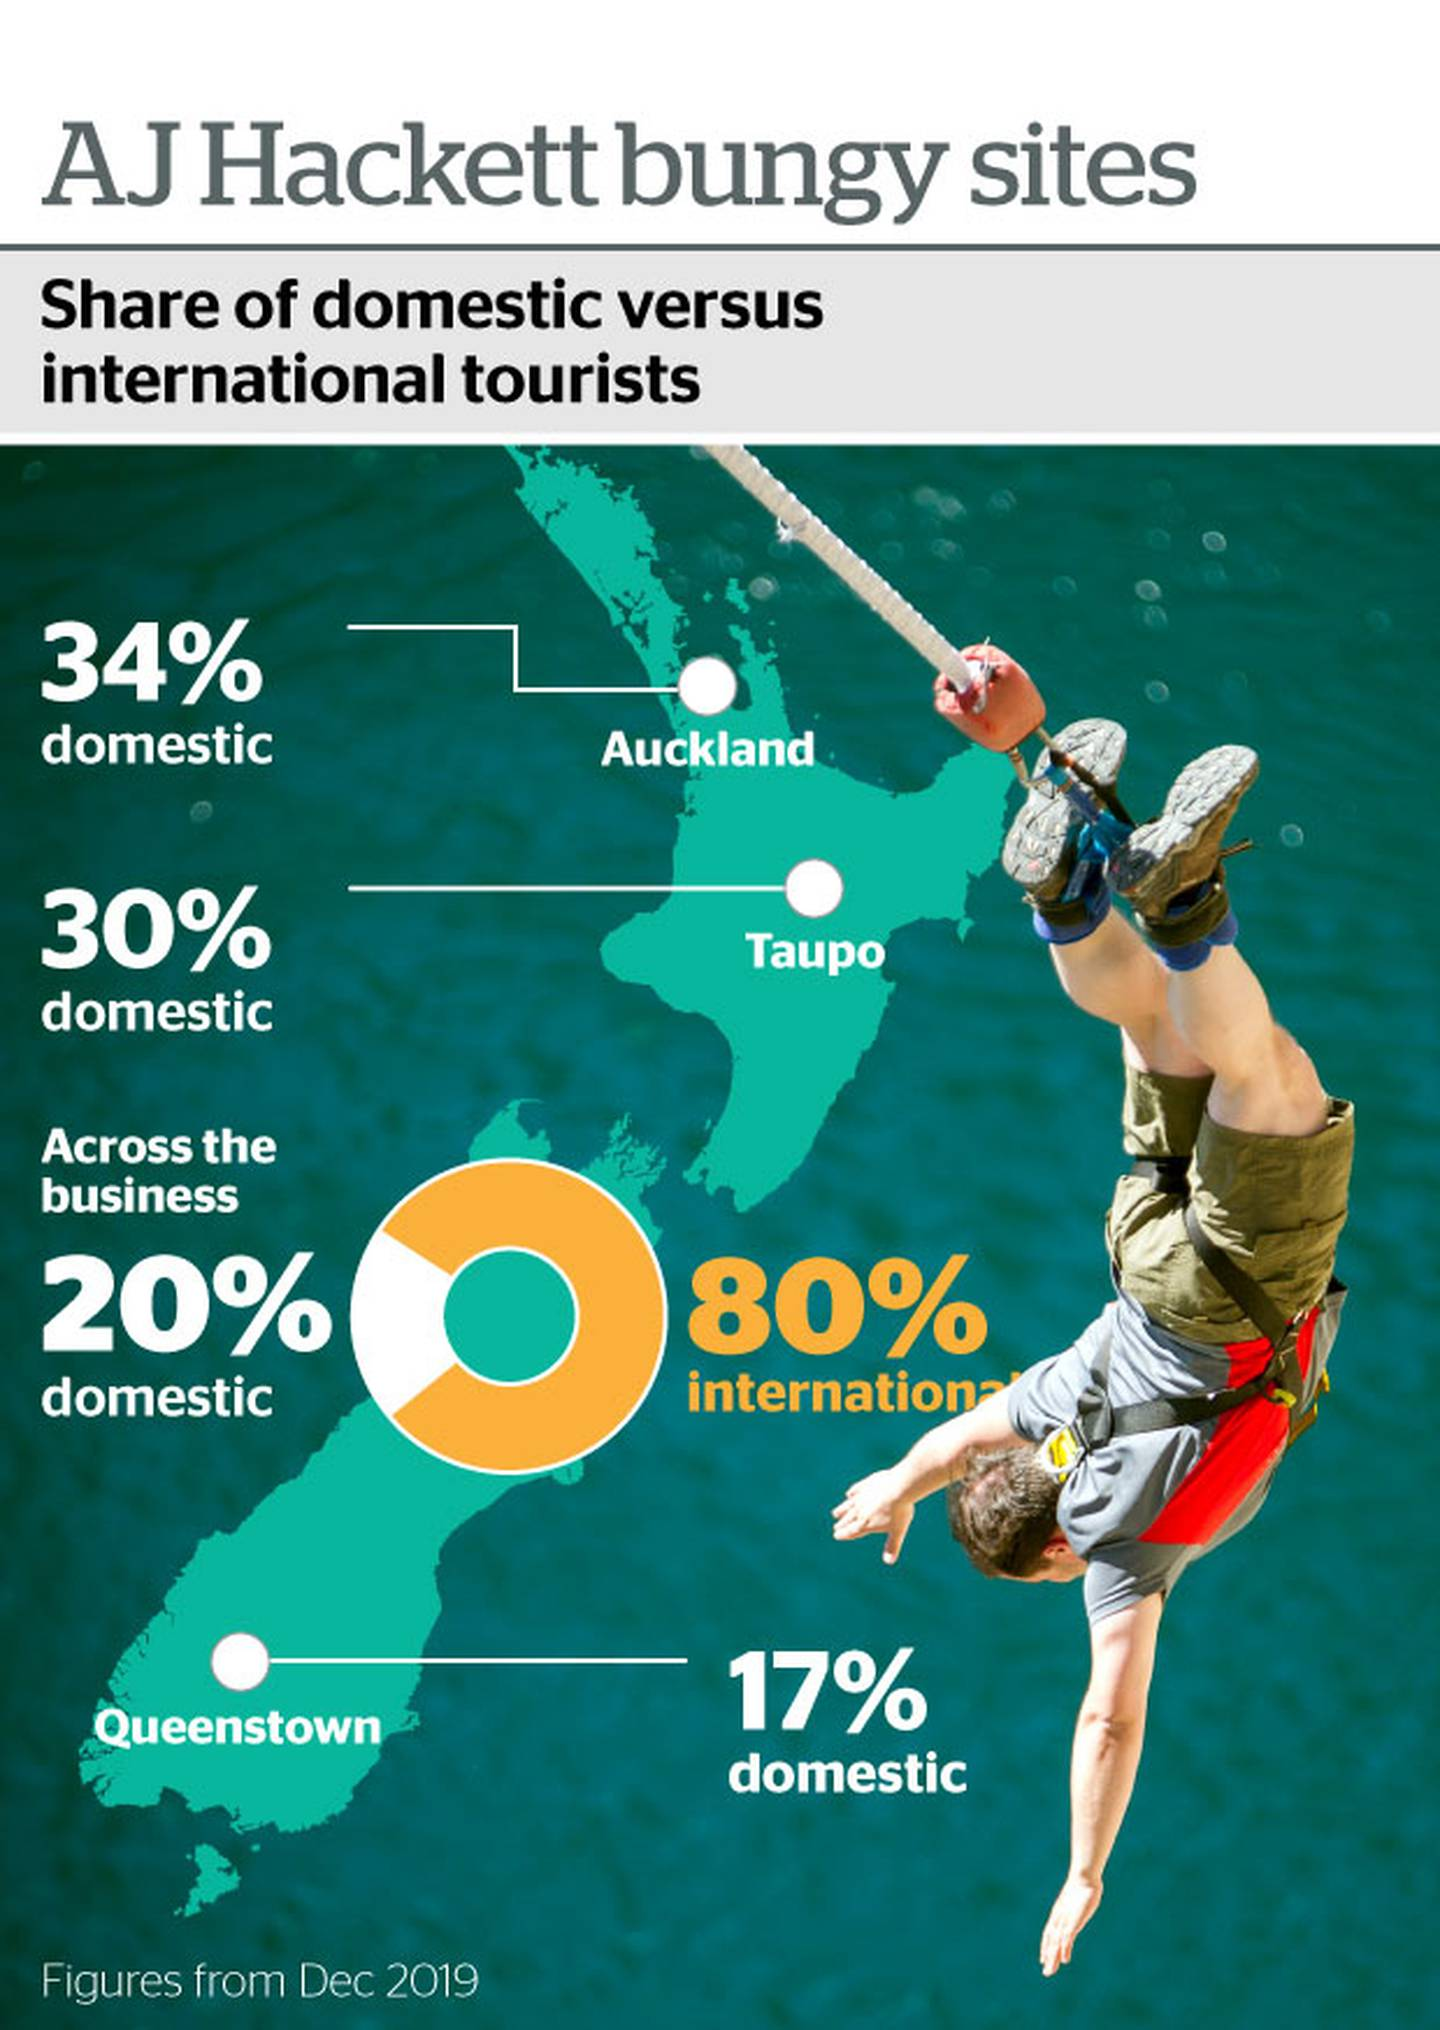 AJ Hackett bungy sites
Share of domestic versus
international tourists
34%
domestic
Auckland
30%
domestic
Taupo
Across the
business
20%
domestic
80%
international
Queenstown
17%
domestic
Figures from Dec 2019